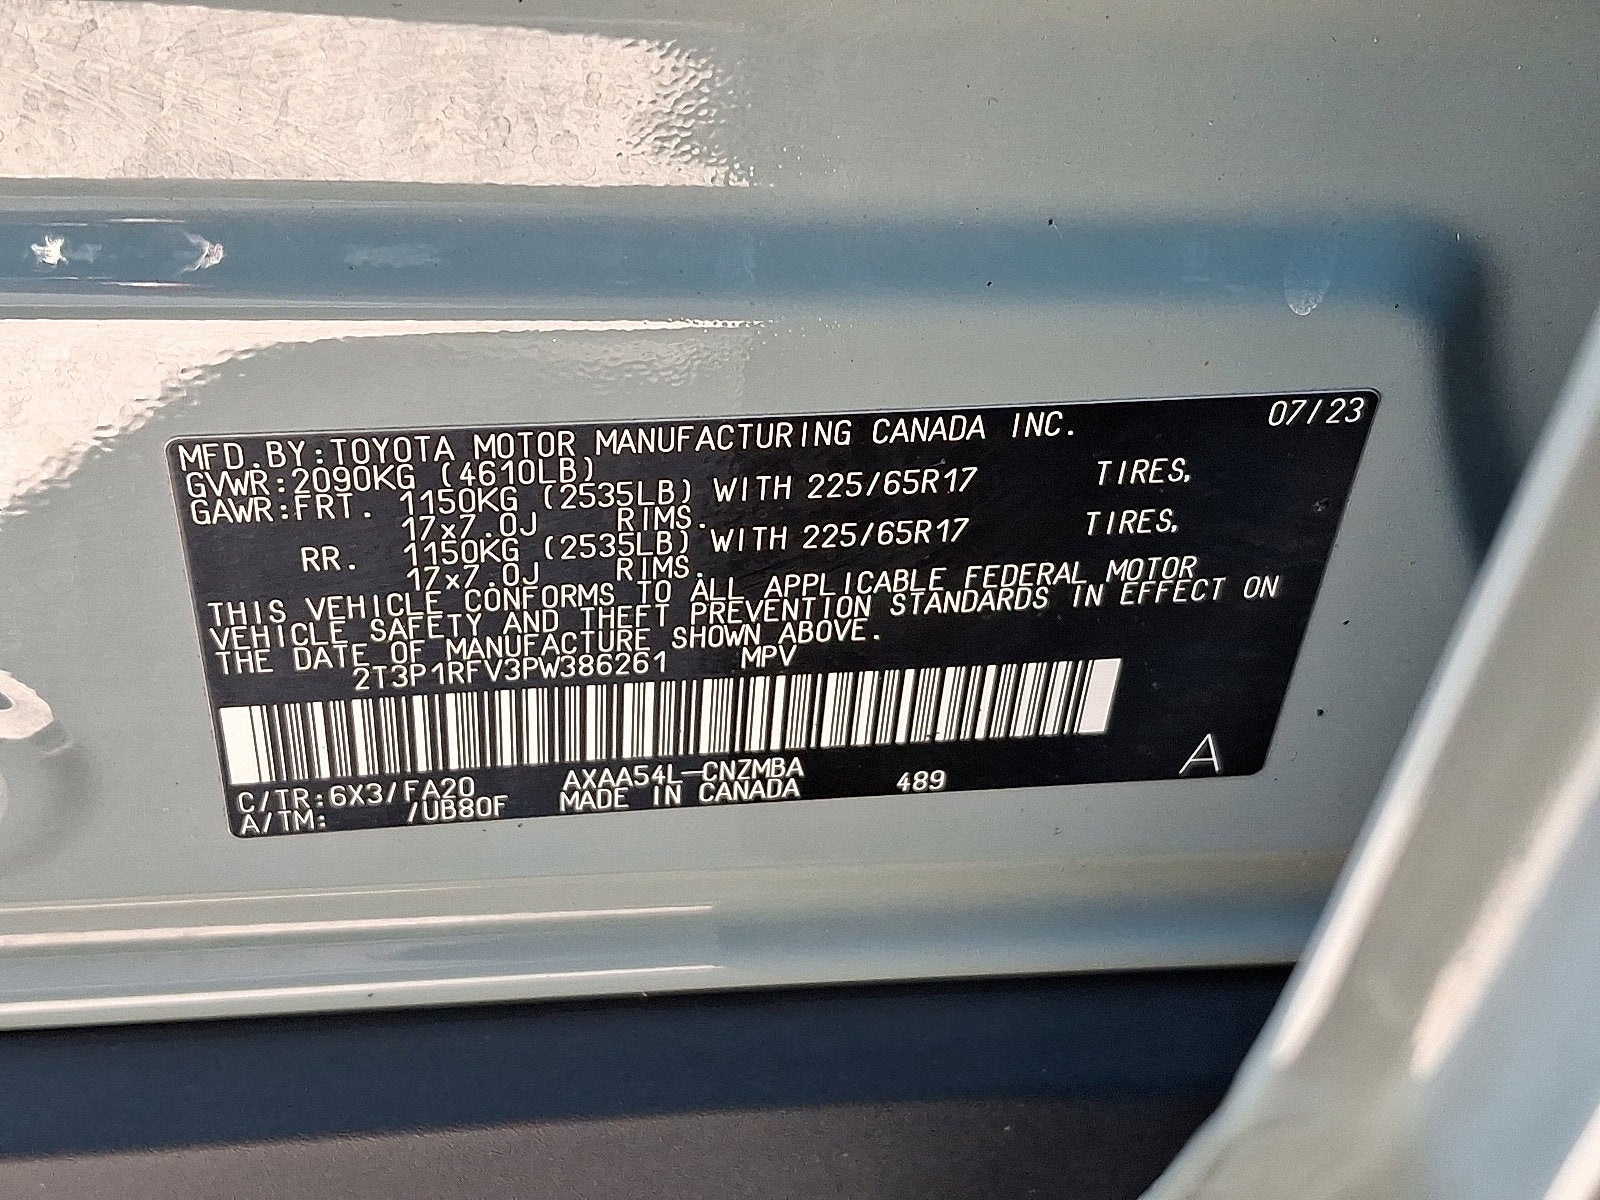 MFD.BY:TOYOTA MOTOR MANUFACTURING CANADA INC. 07/23
GVWR:2090KG (4610LB)
GAWR:FRT. 1150KG (2535LB) WITH 225/65R17 TIRES,
17x7.0J RIMS.
RR. 1150KG (2535LB) WITH 225/65R17 TIRES,
17x7.0J RIMS.
THIS VEHICLE CONFORMS TO ALL APPLICABLE FEDERAL MOTOR
VEHICLE SAFETY AND THEFT PREVENTION STANDARDS IN EFFECT ON
THE DATE OF MANUFACTURE SHOWN ABOVE.
2T3P1RFV3PW386261 MPV
C/TR:6X3/FA20 AXAA54L-CNZMBA 489 A
A/TM: /UB80F MADE IN CANADA